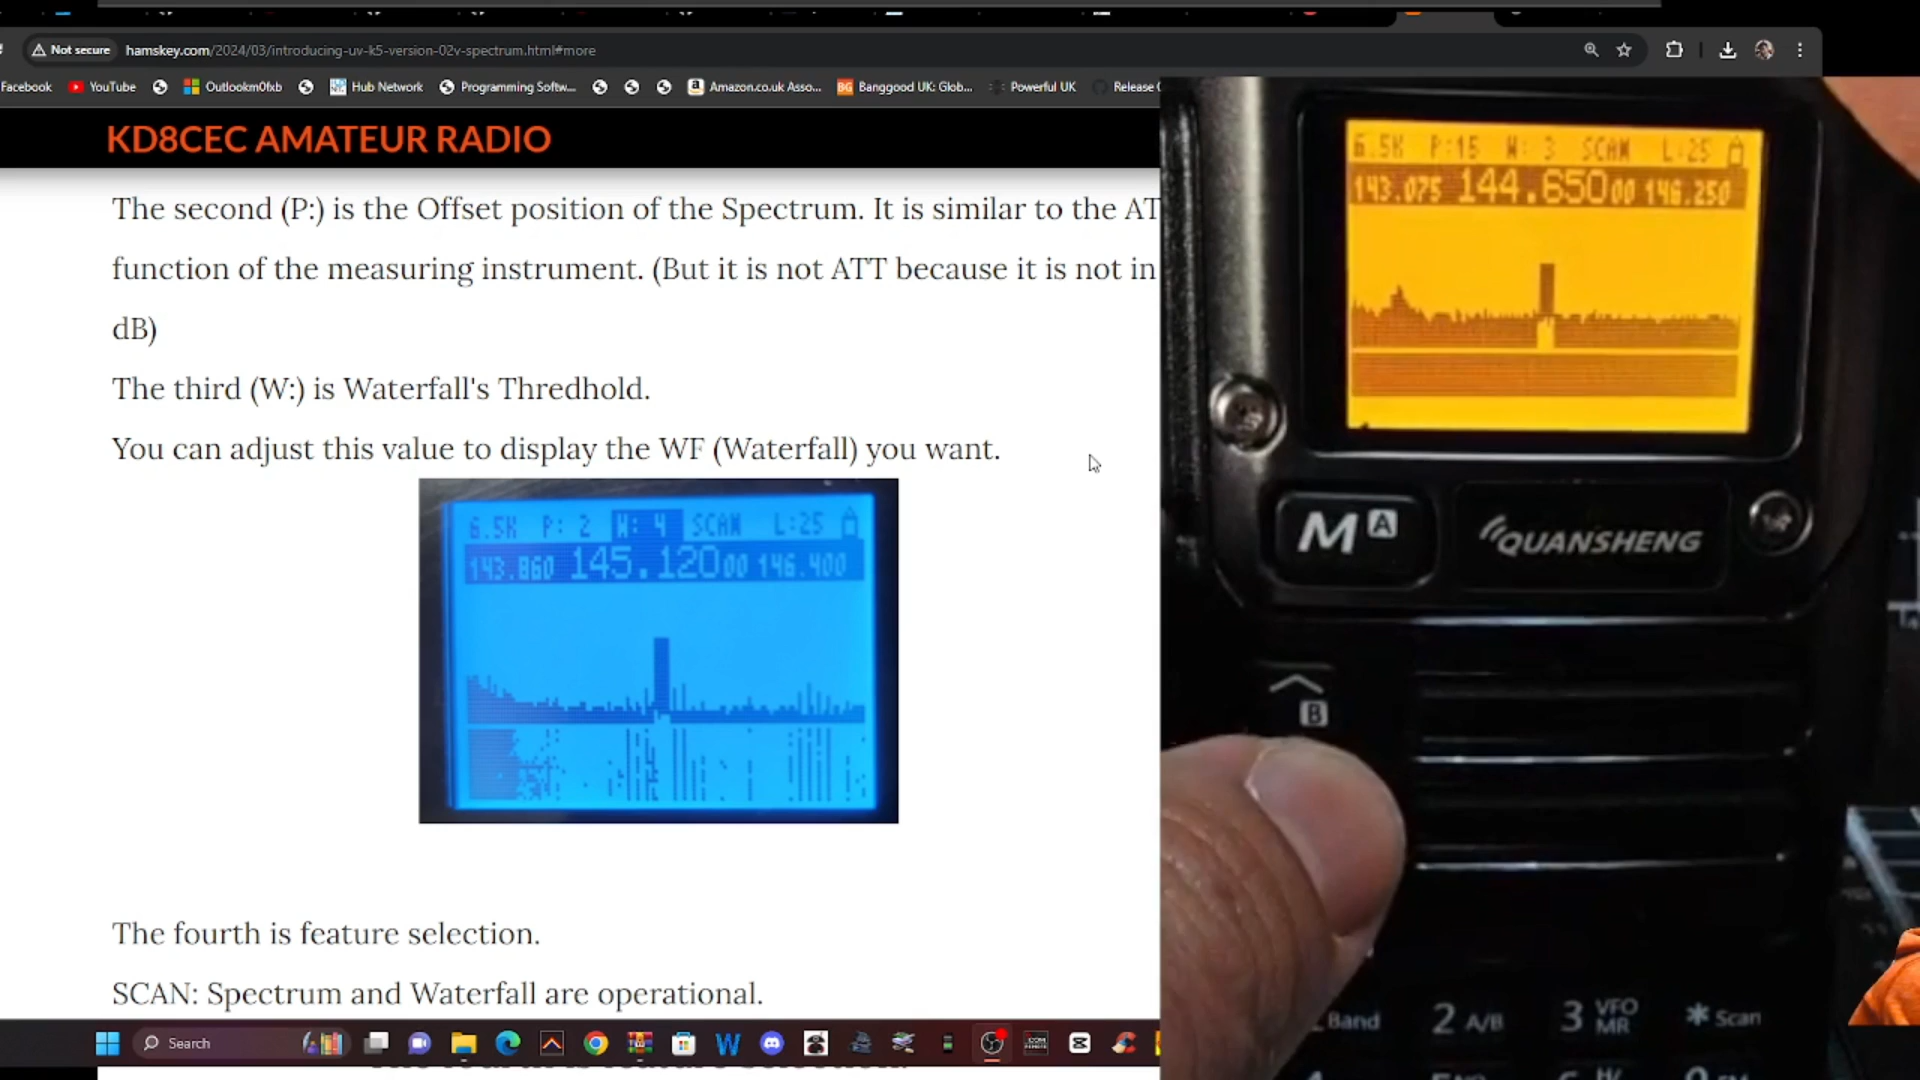 Not secure hamskey.com/2024/03/introducing-uv-k5-version-02v-spectrum.html#more
Facebook YouTube Outlookm0fxb Hub Network Programming Softw... Amazon.co.uk Asso... Banggood UK: Glob... Powerful UK Release
KD8CEC AMATEUR RADIO
The second (P:) is the Offset position of the Spectrum. It is similar to the AT
function of the measuring instrument. (But it is not ATT because it is not in
dB)
The third (W:) is Waterfall's Thredhold.
You can adjust this value to display the WF (Waterfall) you want.
6.5K P: 2 W: 4 SCAN L:25
143.860 145.12000 146.400
The fourth is feature selection.
SCAN: Spectrum and Waterfall are operational.
Search
6.5K P:15 W: 3 SCAN L:25
143.075 144.65000 146.250
M A
QUANSHENG
B
Band 2 A/B 3 VFO MR * Scan